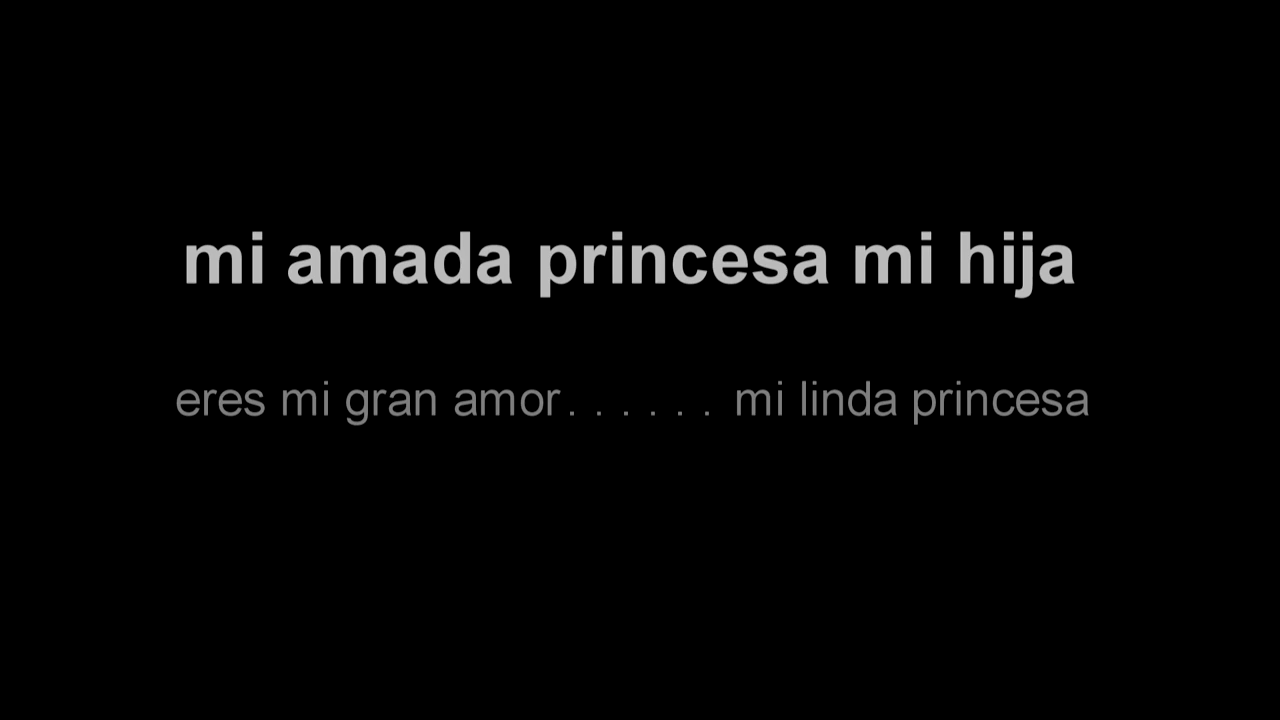 mi amada princesa mi hija
eres mi gran amor. . . . . . mi linda princesa